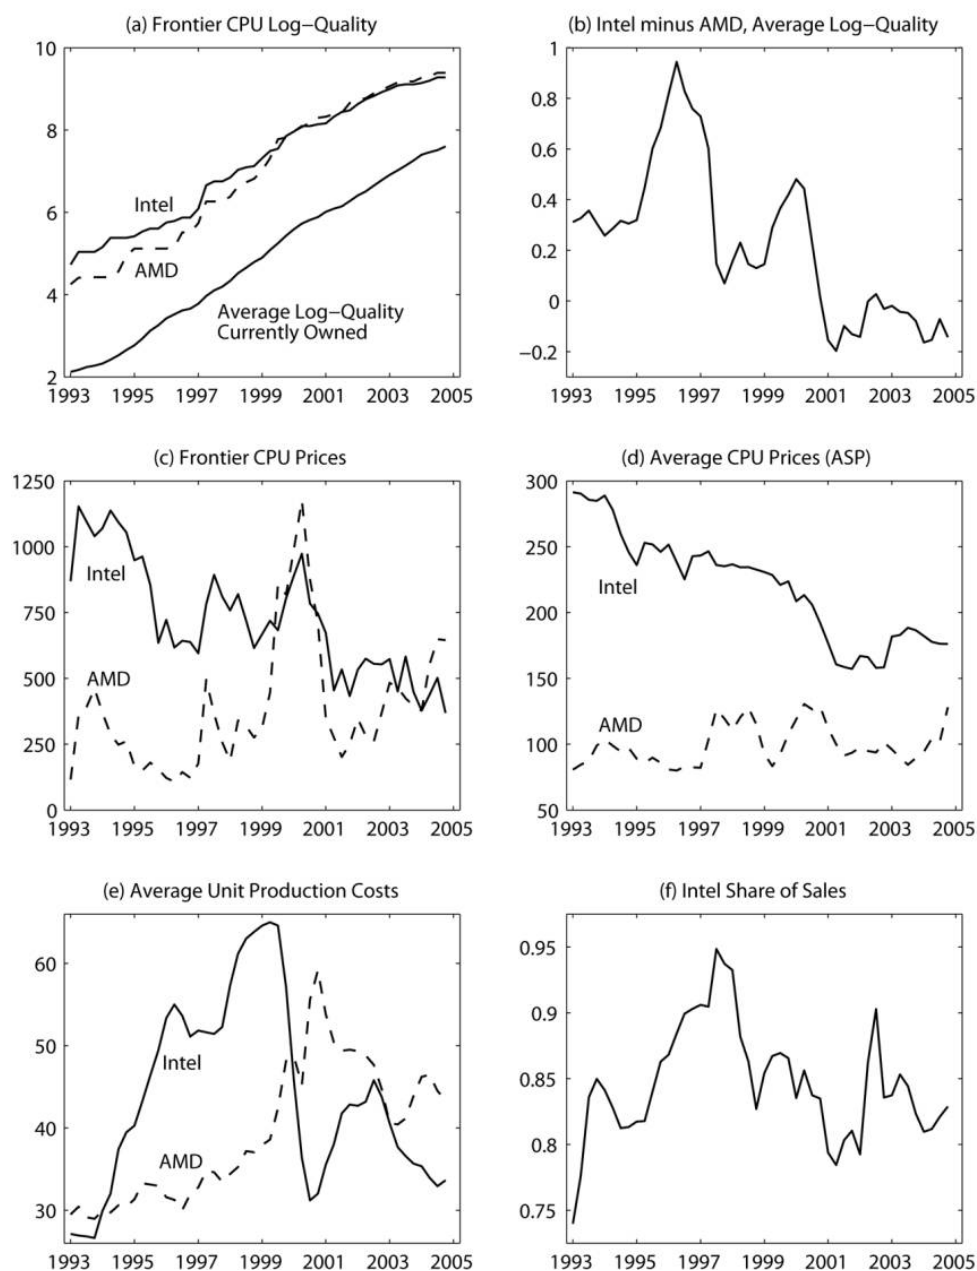 (a) Frontier CPU Log−Quality
10
8
6
4
2
Intel
AMD
Average Log−Quality
Currently Owned
1993 1995 1997 1999 2001 2003 2005
(b) Intel minus AMD, Average Log−Quality
1
0.8
0.6
0.4
0.2
0
−0.2
1993 1995 1997 1999 2001 2003 2005
(c) Frontier CPU Prices
1250
1000
750
500
250
0
Intel
AMD
1993 1995 1997 1999 2001 2003 2005
(d) Average CPU Prices (ASP)
300
250
200
150
100
50
Intel
AMD
1993 1995 1997 1999 2001 2003 2005
(e) Average Unit Production Costs
60
50
40
30
Intel
AMD
1993 1995 1997 1999 2001 2003 2005
(f) Intel Share of Sales
0.95
0.9
0.85
0.8
0.75
1993 1995 1997 1999 2001 2003 2005